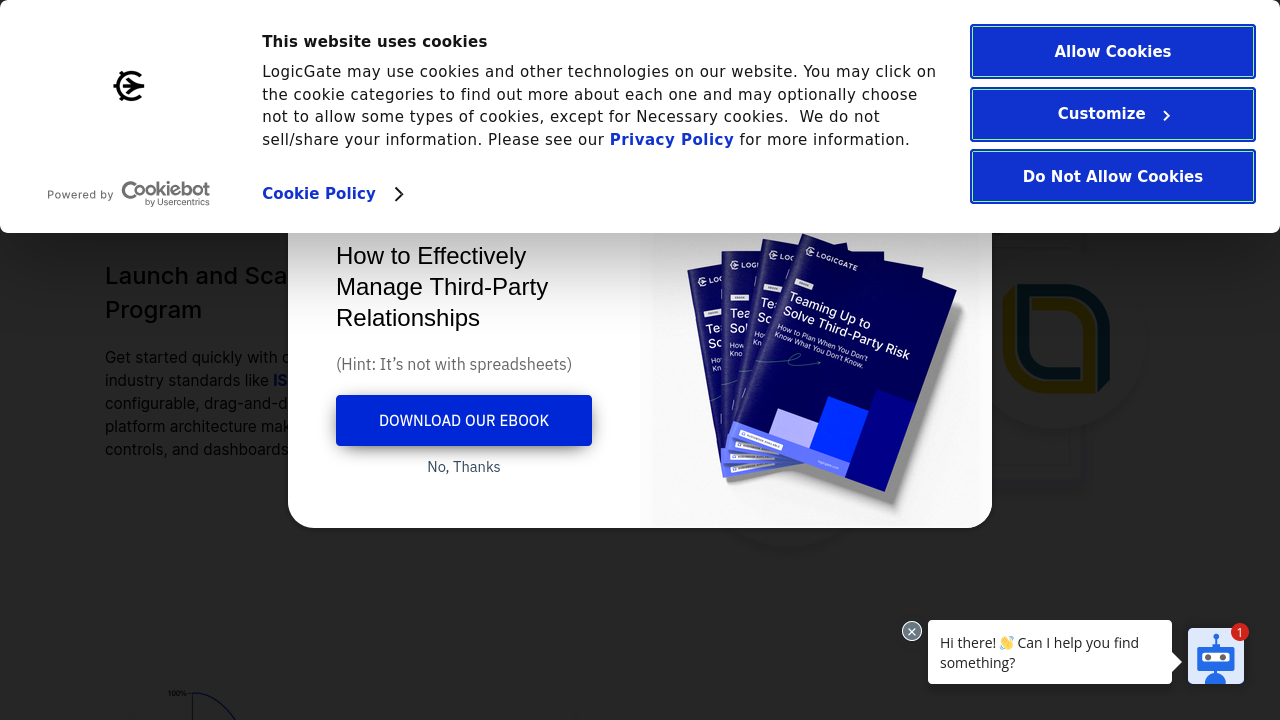 This website uses cookies
LogicGate may use cookies and other technologies on our website. You may click on
the cookie categories to find out more about each one and may optionally choose
not to allow some types of cookies, except for Necessary cookies.  We do not
sell/share your information. Please see our Privacy Policy for more information.
Cookie Policy
Powered by Cookiebot
by Usercentrics
Allow Cookies
Customize
Do Not Allow Cookies
Launch and Sca
Program
Get started quickly with c
industry standards like IS
configurable, drag-and-d
platform architecture mak
controls, and dashboards
How to Effectively
Manage Third-Party
Relationships
(Hint: It’s not with spreadsheets)
DOWNLOAD OUR EBOOK
No, Thanks
LOGICGATE
Teaming Up to
Solve Third-Party Risk
How to Plan When You Don't
Know What You Don't Know.
Hi there! 👋 Can I help you find
something?
1
100%